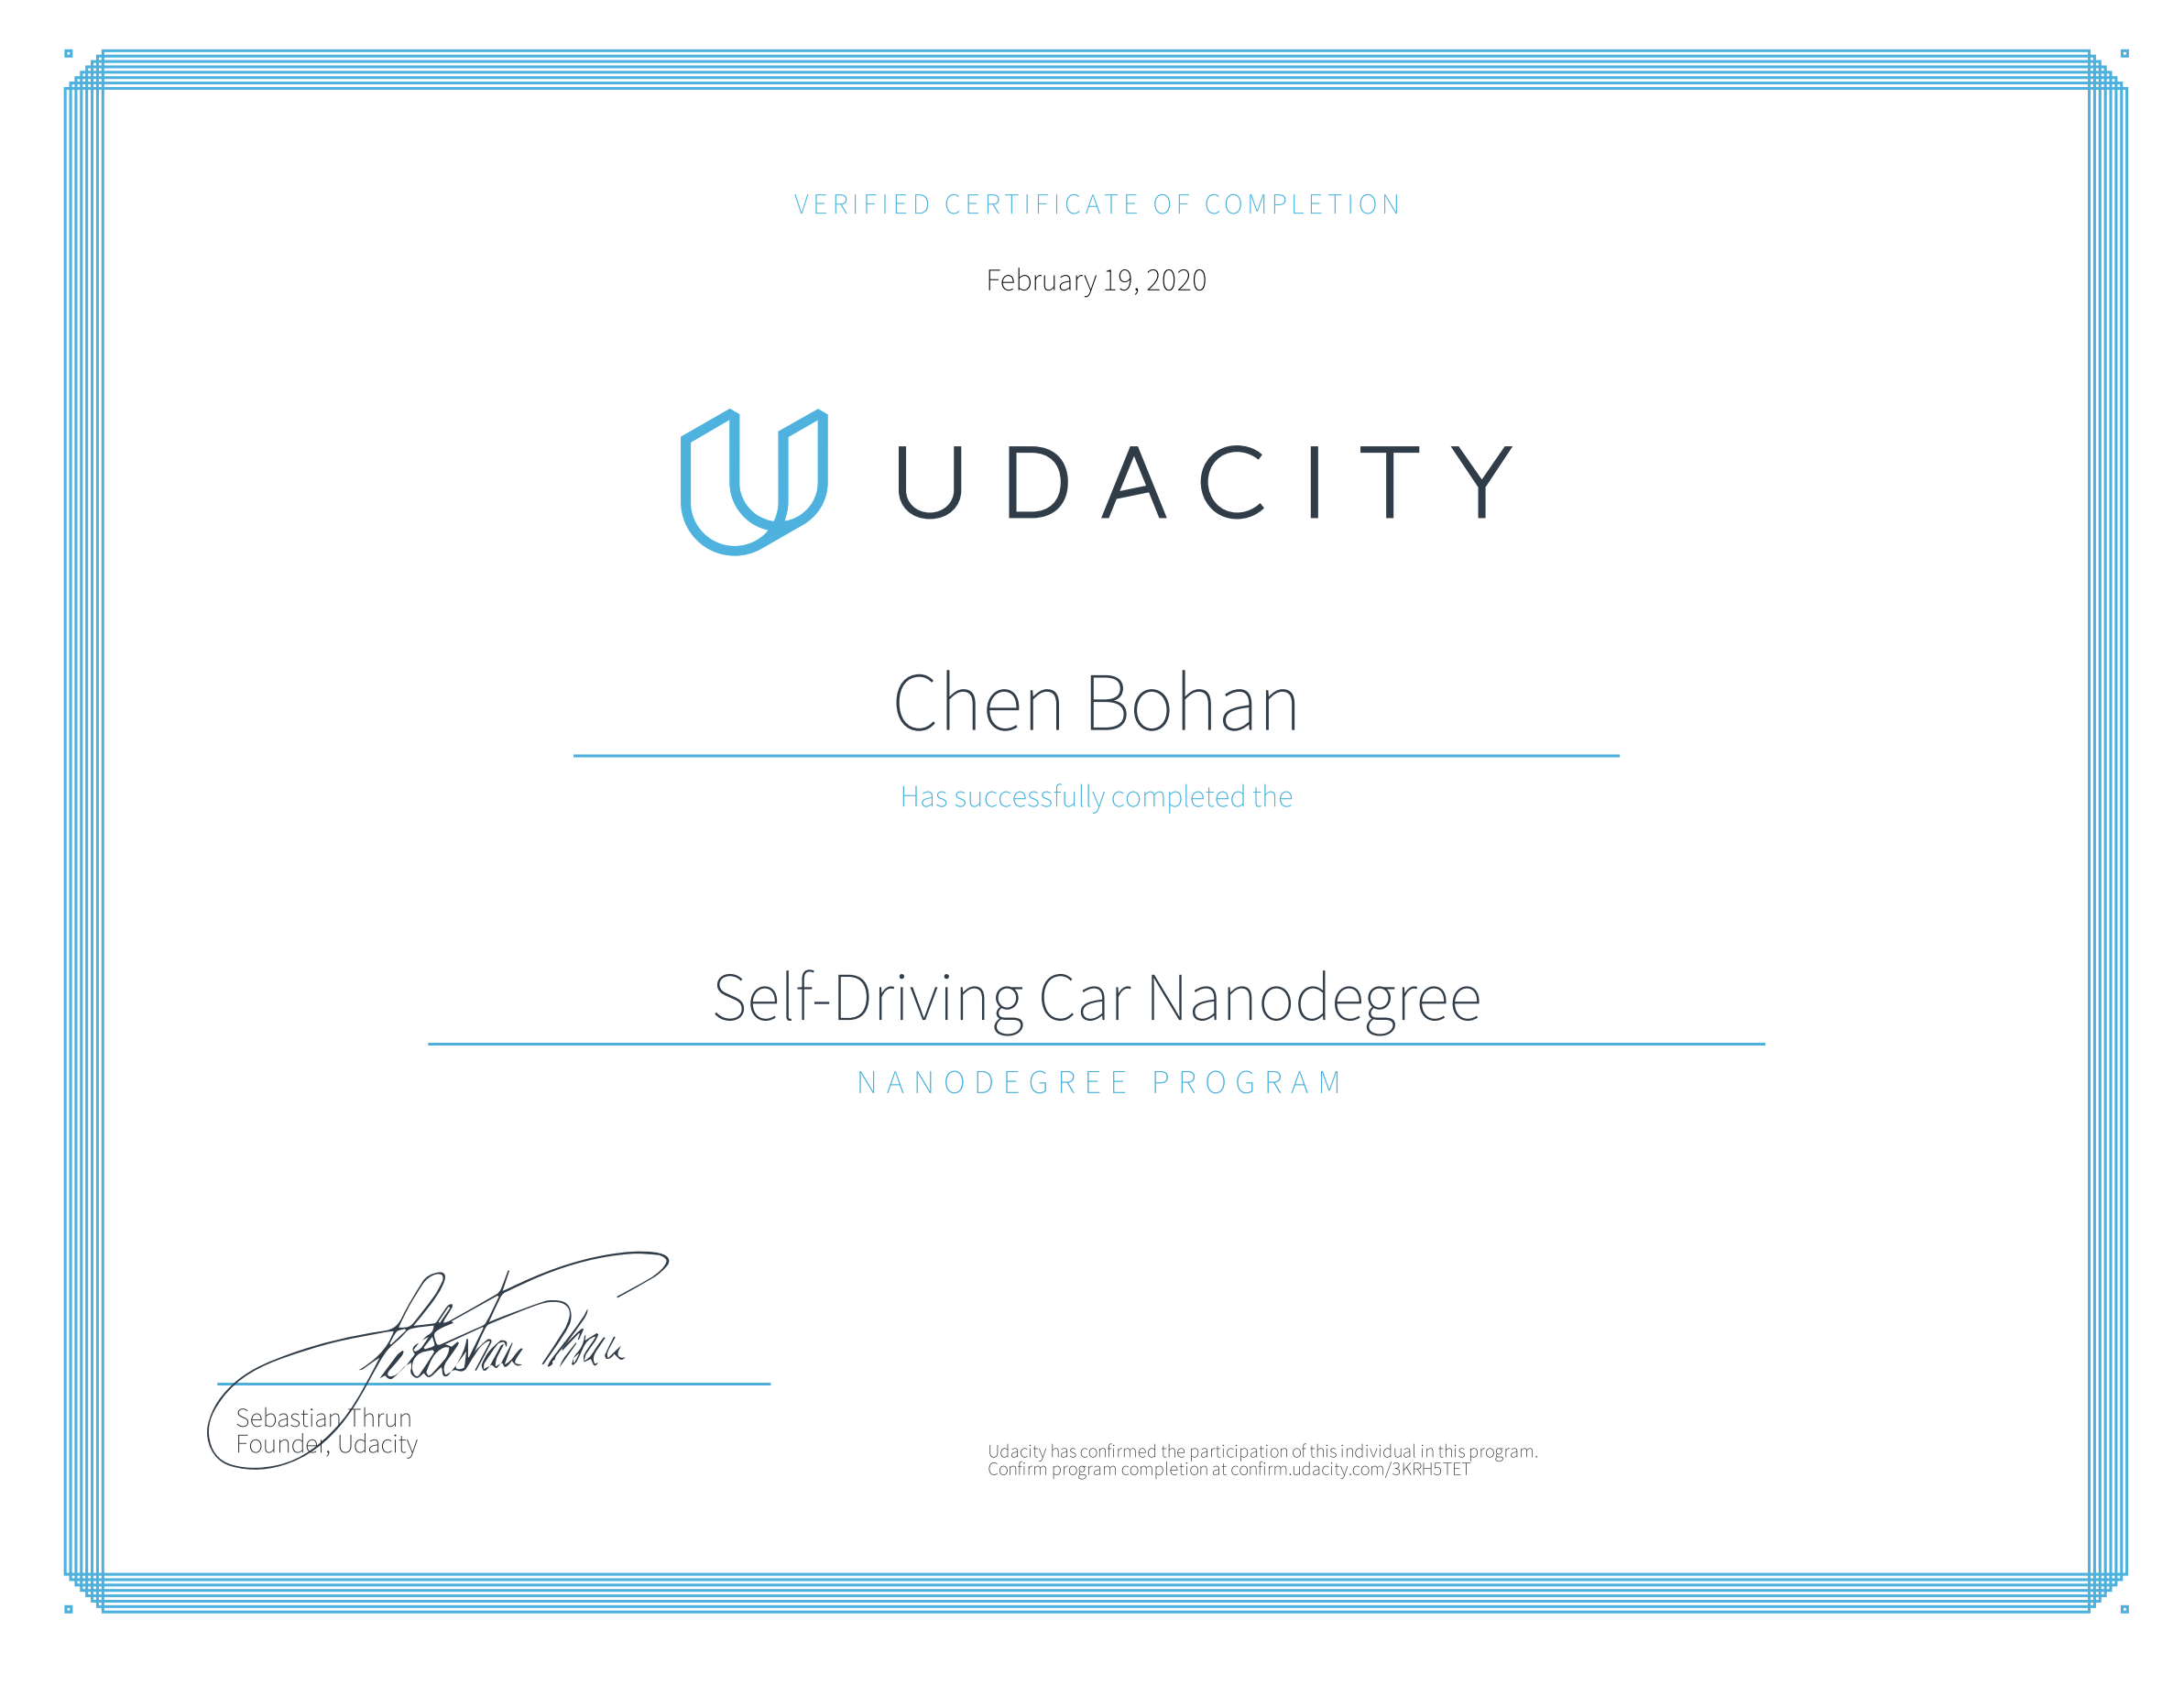 VERIFIED CERTIFICATE OF COMPLETION
February 19, 2020
UDACITY
Chen Bohan
Has successfully completed the
Self-Driving Car Nanodegree
NANODEGREE PROGRAM
Sebastian Thrun
Sebastian Thrun
Founder, Udacity
Udacity has confirmed the participation of this individual in this program.
Confirm program completion at confirm.udacity.com/3KRH5TET